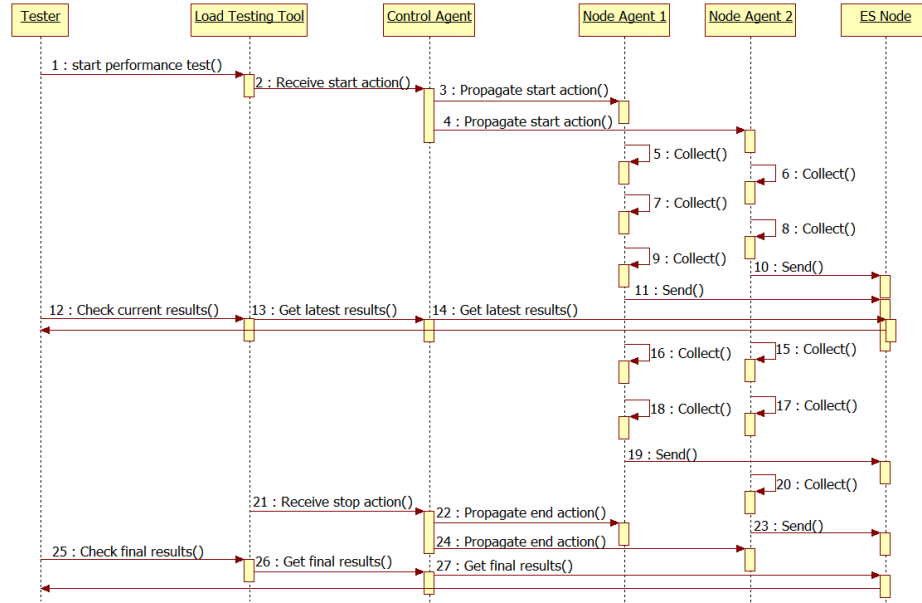 Tester
Load Testing Tool
Control Agent
Node Agent 1
Node Agent 2
ES Node
1 : start performance test()
2 : Receive start action()
3 : Propagate start action()
4 : Propagate start action()
5 : Collect()
6 : Collect()
7 : Collect()
8 : Collect()
9 : Collect()
10 : Send()
11 : Send()
12 : Check current results()
13 : Get latest results()
14 : Get latest results()
15 : Collect()
16 : Collect()
17 : Collect()
18 : Collect()
19 : Send()
20 : Collect()
21 : Receive stop action()
22 : Propagate end action()
23 : Send()
24 : Propagate end action()
25 : Check final results()
26 : Get final results()
27 : Get final results()